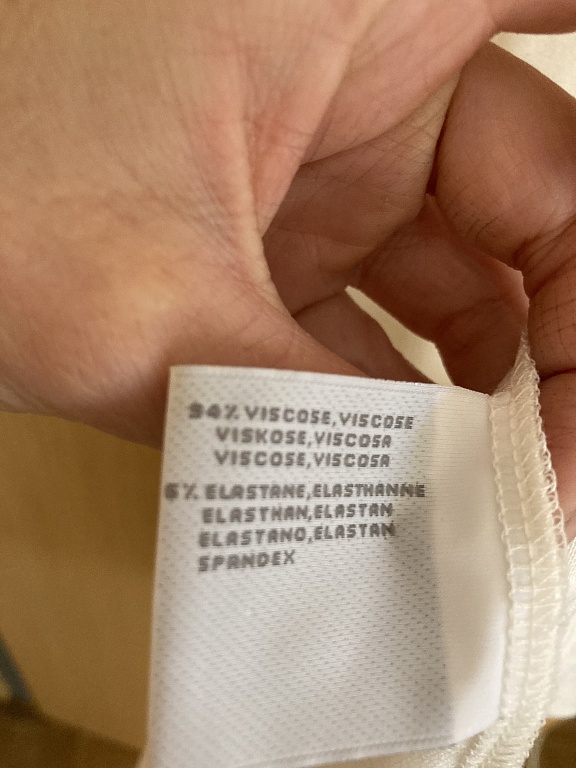 94% VISCOSE,VISCOSE
VISKOSE,VISCOSA
VISCOSE,VISCOSA
6% ELASTANE,ELASTHANNE
ELASTHAN,ELASTAN
ELASTANO,ELASTAN
SPANDEX